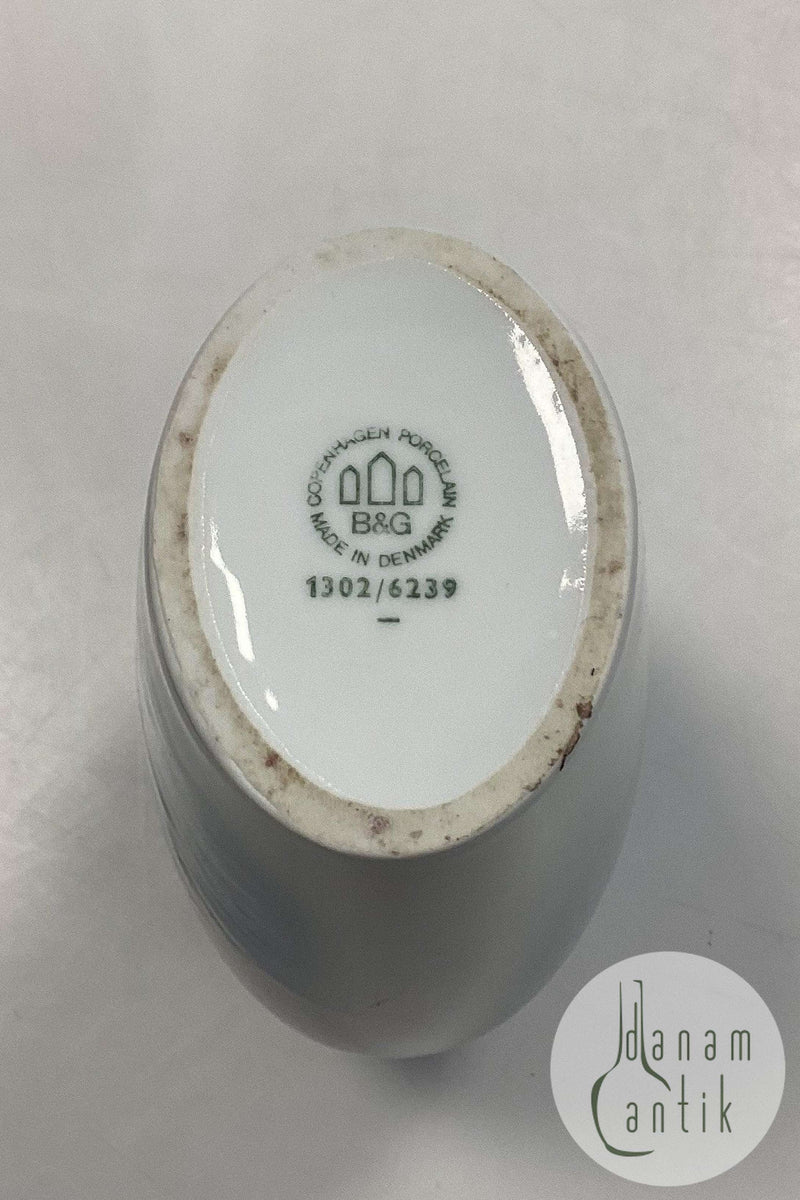 COPENHAGEN PORCELAIN
B&G
MADE IN DENMARK
1302/6239
danam
antik